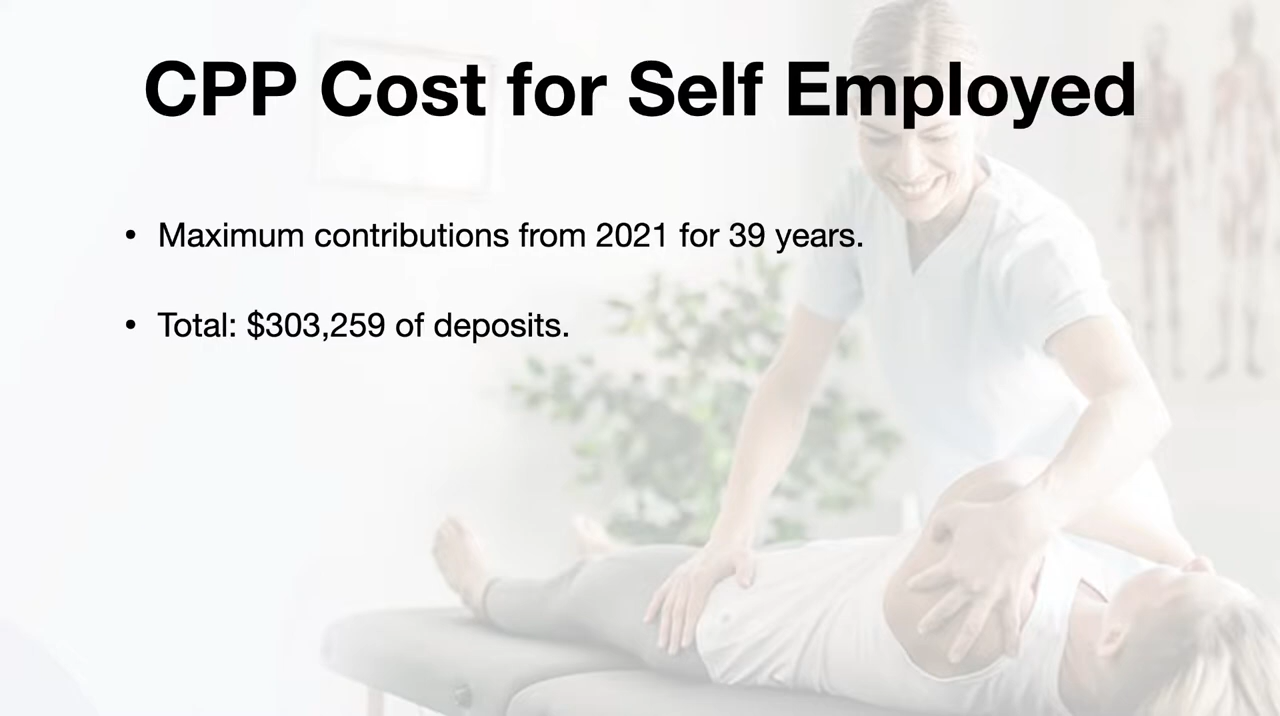 CPP Cost for Self Employed
• Maximum contributions from 2021 for 39 years.
• Total: $303,259 of deposits.